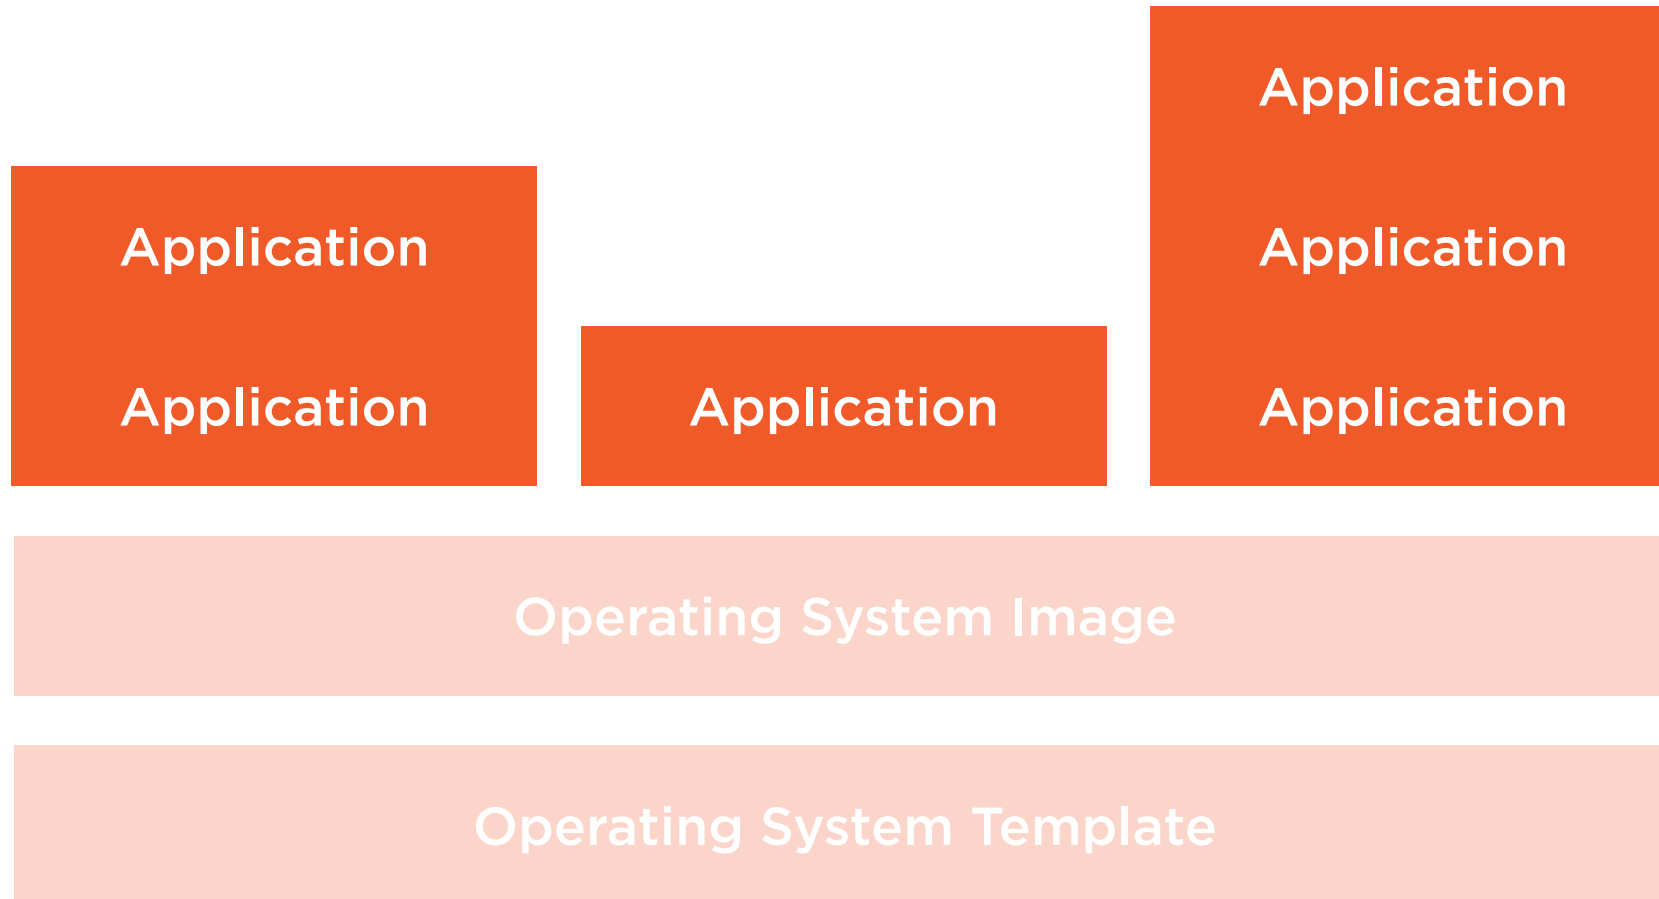 Application
Application
Application
Application
Application
Application
Operating System Image
Operating System Template